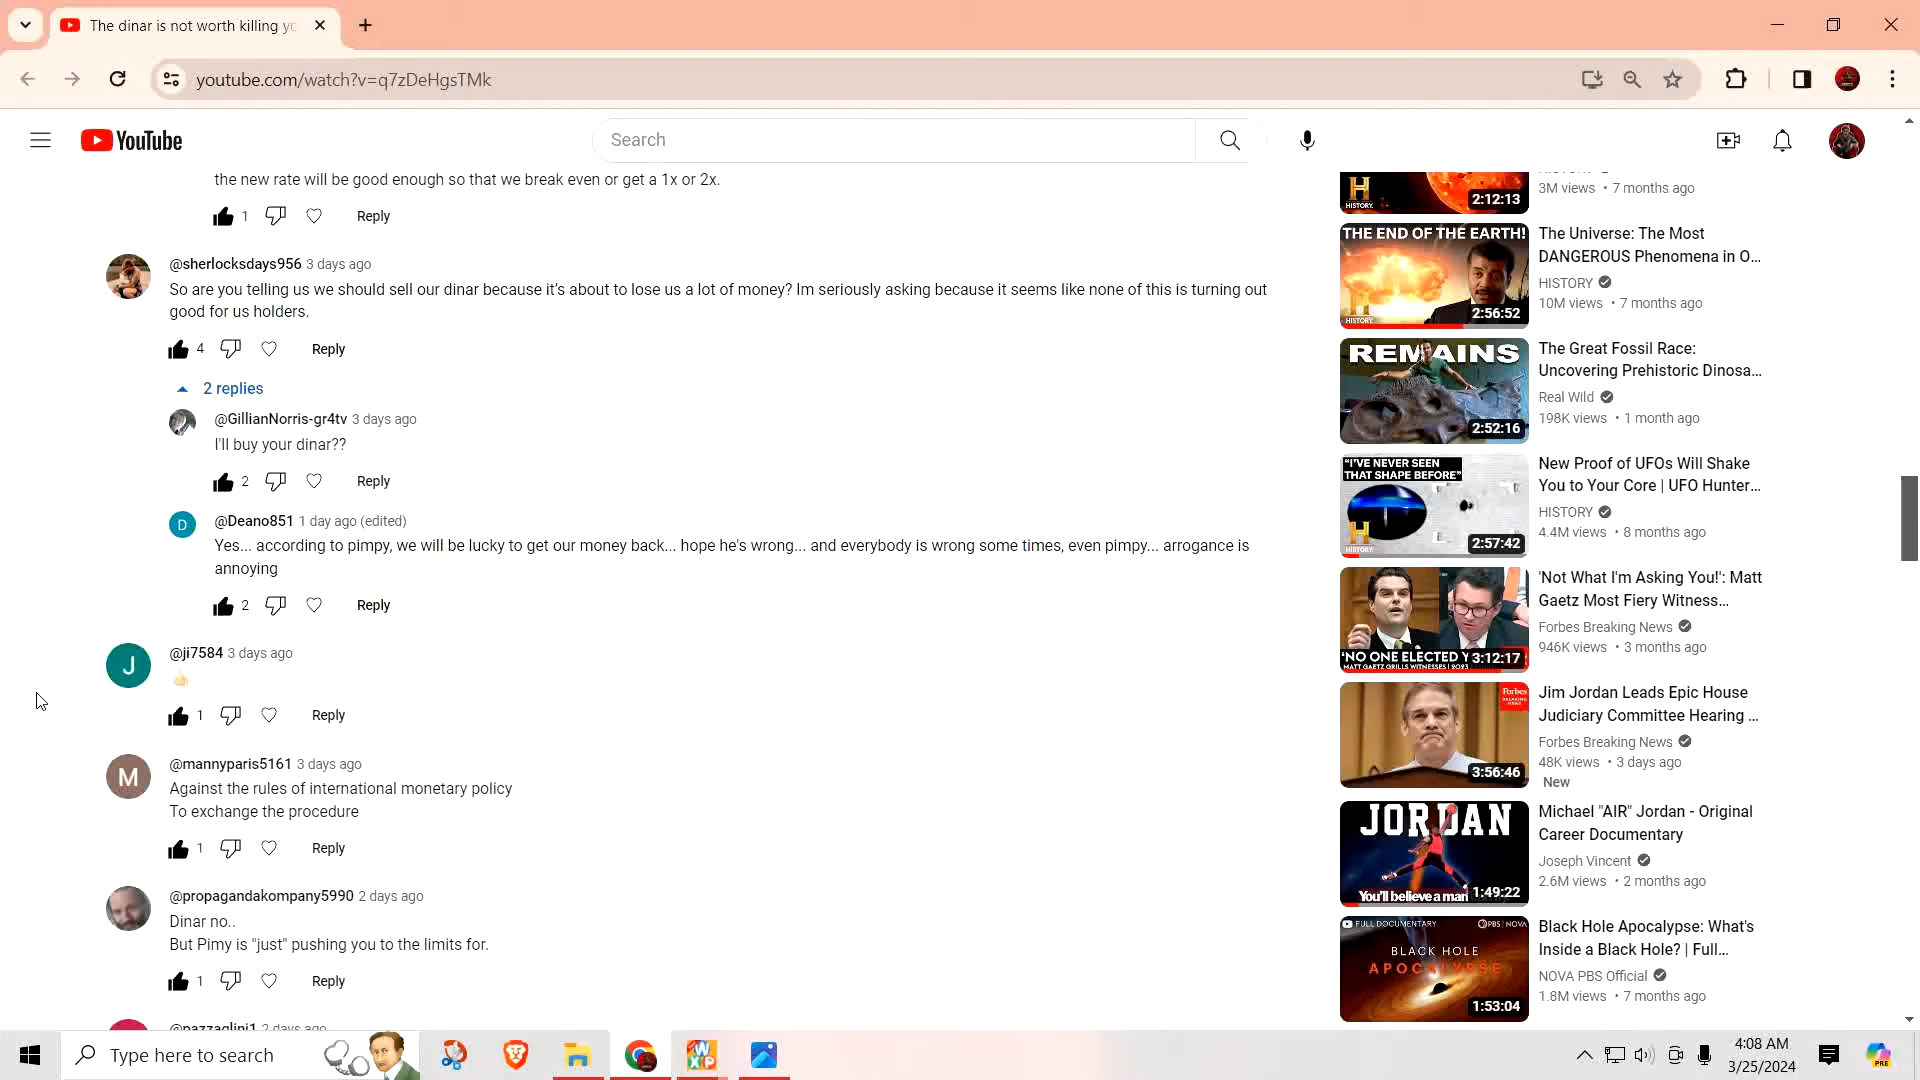 The dinar is not worth killing yo
youtube.com/watch?v=q7zDeHgsTMk
YouTube
Search
the new rate will be good enough so that we break even or get a 1x or 2x.
1
Reply
@sherlocksdays956 3 days ago
So are you telling us we should sell our dinar because it's about to lose us a lot of money? Im seriously asking because it seems like none of this is turning out
good for us holders.
4
Reply
2 replies
@GillianNorris-gr4tv 3 days ago
I'll buy your dinar??
2
Reply
D
@Deano851 1 day ago (edited)
Yes... according to pimpy, we will be lucky to get our money back... hope he's wrong... and everybody is wrong some times, even pimpy... arrogance is
annoying
2
Reply
J
@ji7584 3 days ago
1
Reply
M
@mannyparis5161 3 days ago
Against the rules of international monetary policy
To exchange the procedure
1
Reply
@propagandakompany5990 2 days ago
Dinar no..
But Pimy is "just" pushing you to the limits for.
1
Reply
@pazzaglini1 2 days ago
H
HISTORY
2:12:13
3M views • 7 months ago
THE END OF THE EARTH!
HISTORY
2:56:52
The Universe: The Most
DANGEROUS Phenomena in O...
HISTORY
10M views • 7 months ago
REMAINS
2:52:16
The Great Fossil Race:
Uncovering Prehistoric Dinosa...
Real Wild
198K views • 1 month ago
"I'VE NEVER SEEN
THAT SHAPE BEFORE"
H
HISTORY
2:57:42
New Proof of UFOs Will Shake
You to Your Core | UFO Hunter...
HISTORY
4.4M views • 8 months ago
'NO ONE ELECTED Y
MATT GAETZ GRILLS WITNESSES | 2023
3:12:17
'Not What I'm Asking You!': Matt
Gaetz Most Fiery Witness...
Forbes Breaking News
946K views • 3 months ago
Forbes
BREAKING
NEWS
3:56:46
Jim Jordan Leads Epic House
Judiciary Committee Hearing ...
Forbes Breaking News
48K views • 3 days ago
New
JORDAN
You'll believe a man
1:49:22
Michael "AIR" Jordan - Original
Career Documentary
Joseph Vincent
2.6M views • 2 months ago
FULL DOCUMENTARY
PBS | NOVA
BLACK HOLE
APOCALYPSE
1:53:04
Black Hole Apocalypse: What's
Inside a Black Hole? | Full...
NOVA PBS Official
1.8M views • 7 months ago
Type here to search
W
XP
4:08 AM
3/25/2024
PRE